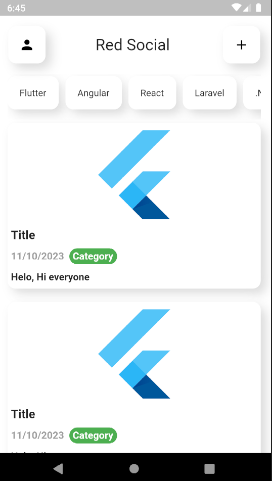 6:45
Red Social
Flutter Angular React Laravel .N
Title
11/10/2023 Category
Helo, Hi everyone
Title
11/10/2023 Category